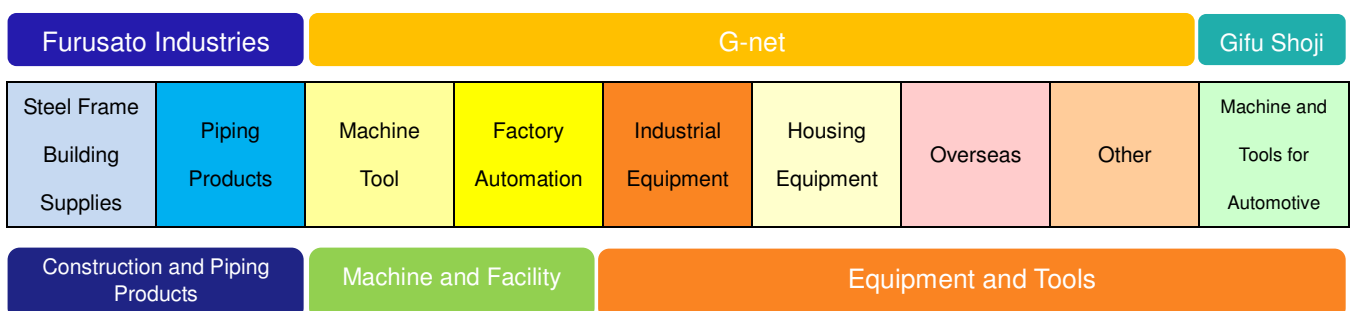 Furusato Industries
G-net
Gifu Shoji
Steel Frame
Building
Supplies
Piping
Products
Machine
Tool
Factory
Automation
Industrial
Equipment
Housing
Equipment
Overseas
Other
Machine and
Tools for
Automotive
Construction and Piping
Products
Machine and Facility
Equipment and Tools